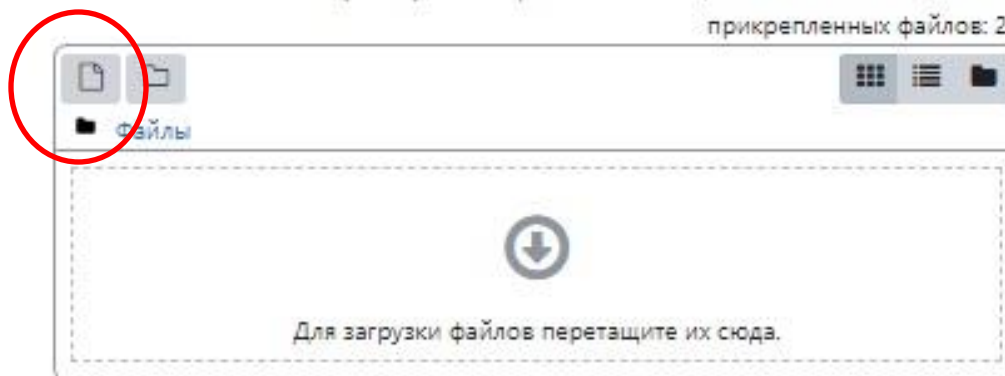 прикрепленных файлов: 2
Файлы
Для загрузки файлов перетащите их сюда.